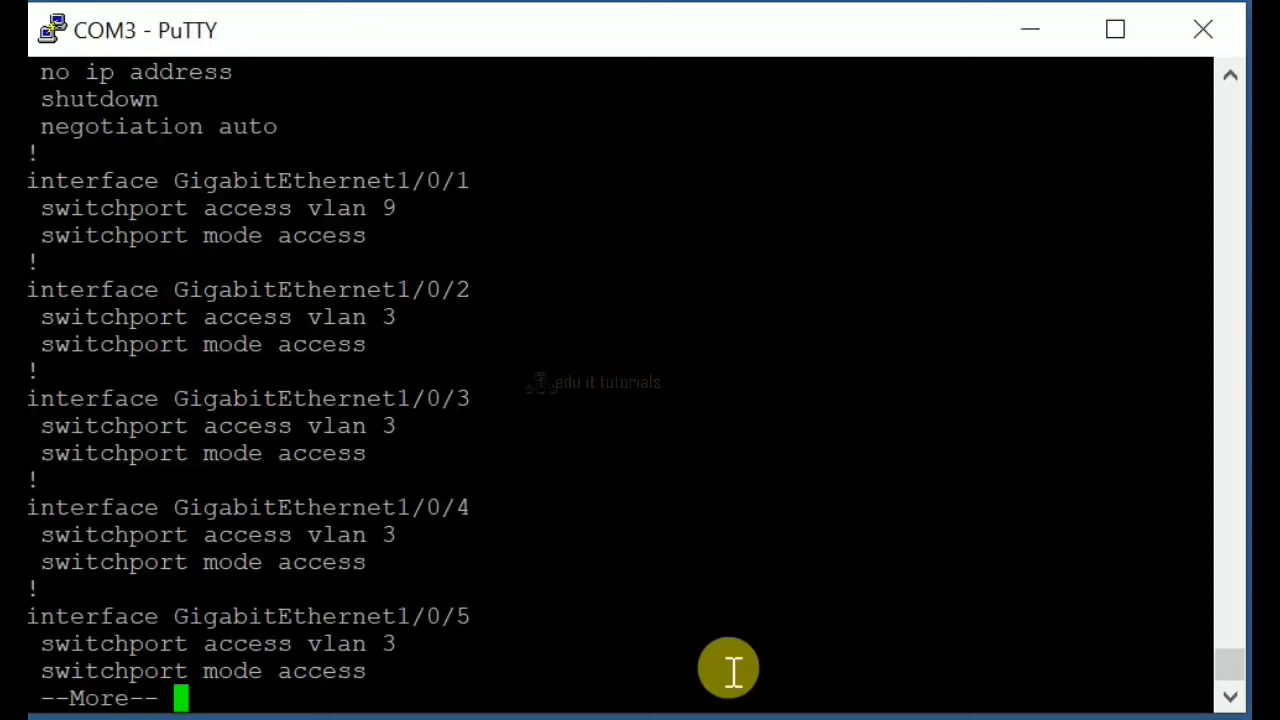 COM3 - PuTTY
no ip address
shutdown
negotiation auto
!
interface GigabitEthernet1/0/1
switchport access vlan 9
switchport mode access
!
interface GigabitEthernet1/0/2
switchport access vlan 3
switchport mode access
!
interface GigabitEthernet1/0/3
switchport access vlan 3
switchport mode access
!
interface GigabitEthernet1/0/4
switchport access vlan 3
switchport mode access
!
interface GigabitEthernet1/0/5
switchport access vlan 3
switchport mode access
--More--
edu it tutorials